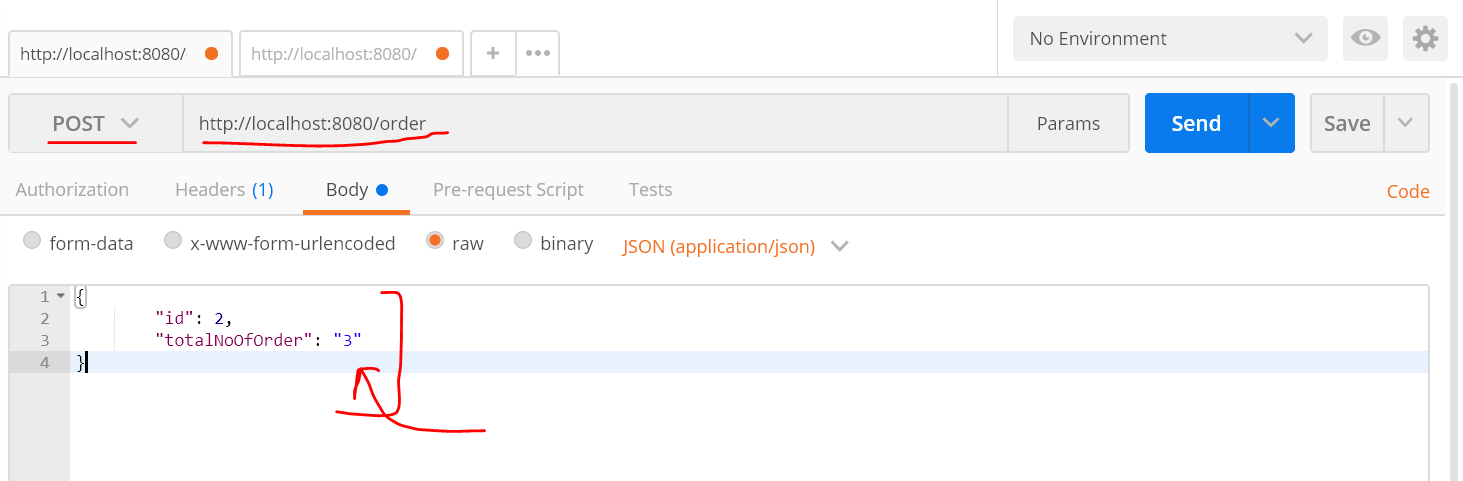 http://localhost:8080/ http://localhost:8080/ + No Environment
POST http://localhost:8080/order Params Send Save
Authorization Headers (1) Body Pre-request Script Tests Code
form-data x-www-form-urlencoded raw binary JSON (application/json)
1 {
2 "id": 2,
3 "totalNoOfOrder": "3"
4 }